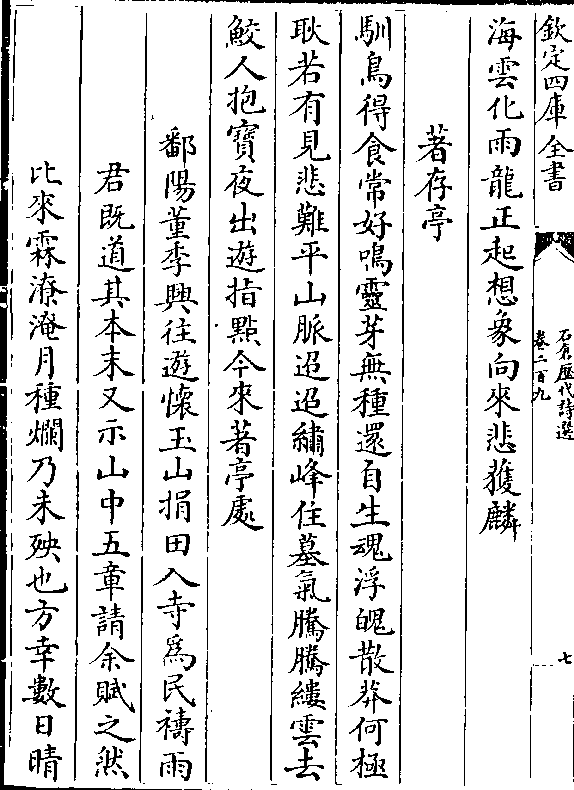 欽定四庫全書
石倉歷代詩選
卷二百九
七
海雲化雨龍正起想象向來悲獲麟
著存亭
馴鳥得食常好鳴靈芽無種還自生魂浮魄散莽何極
耿若有見悲難平山脈迢迢繡峰住墓氣騰騰縷雲去
鮫人抱寶夜出遊指點今來著亭處
鄱陽董季興往遊懷玉山捐田入寺爲民禱雨
君既道其本末又示山中五章請余賦之然
比來霖潦淹月種爛乃未殃也方幸數日晴